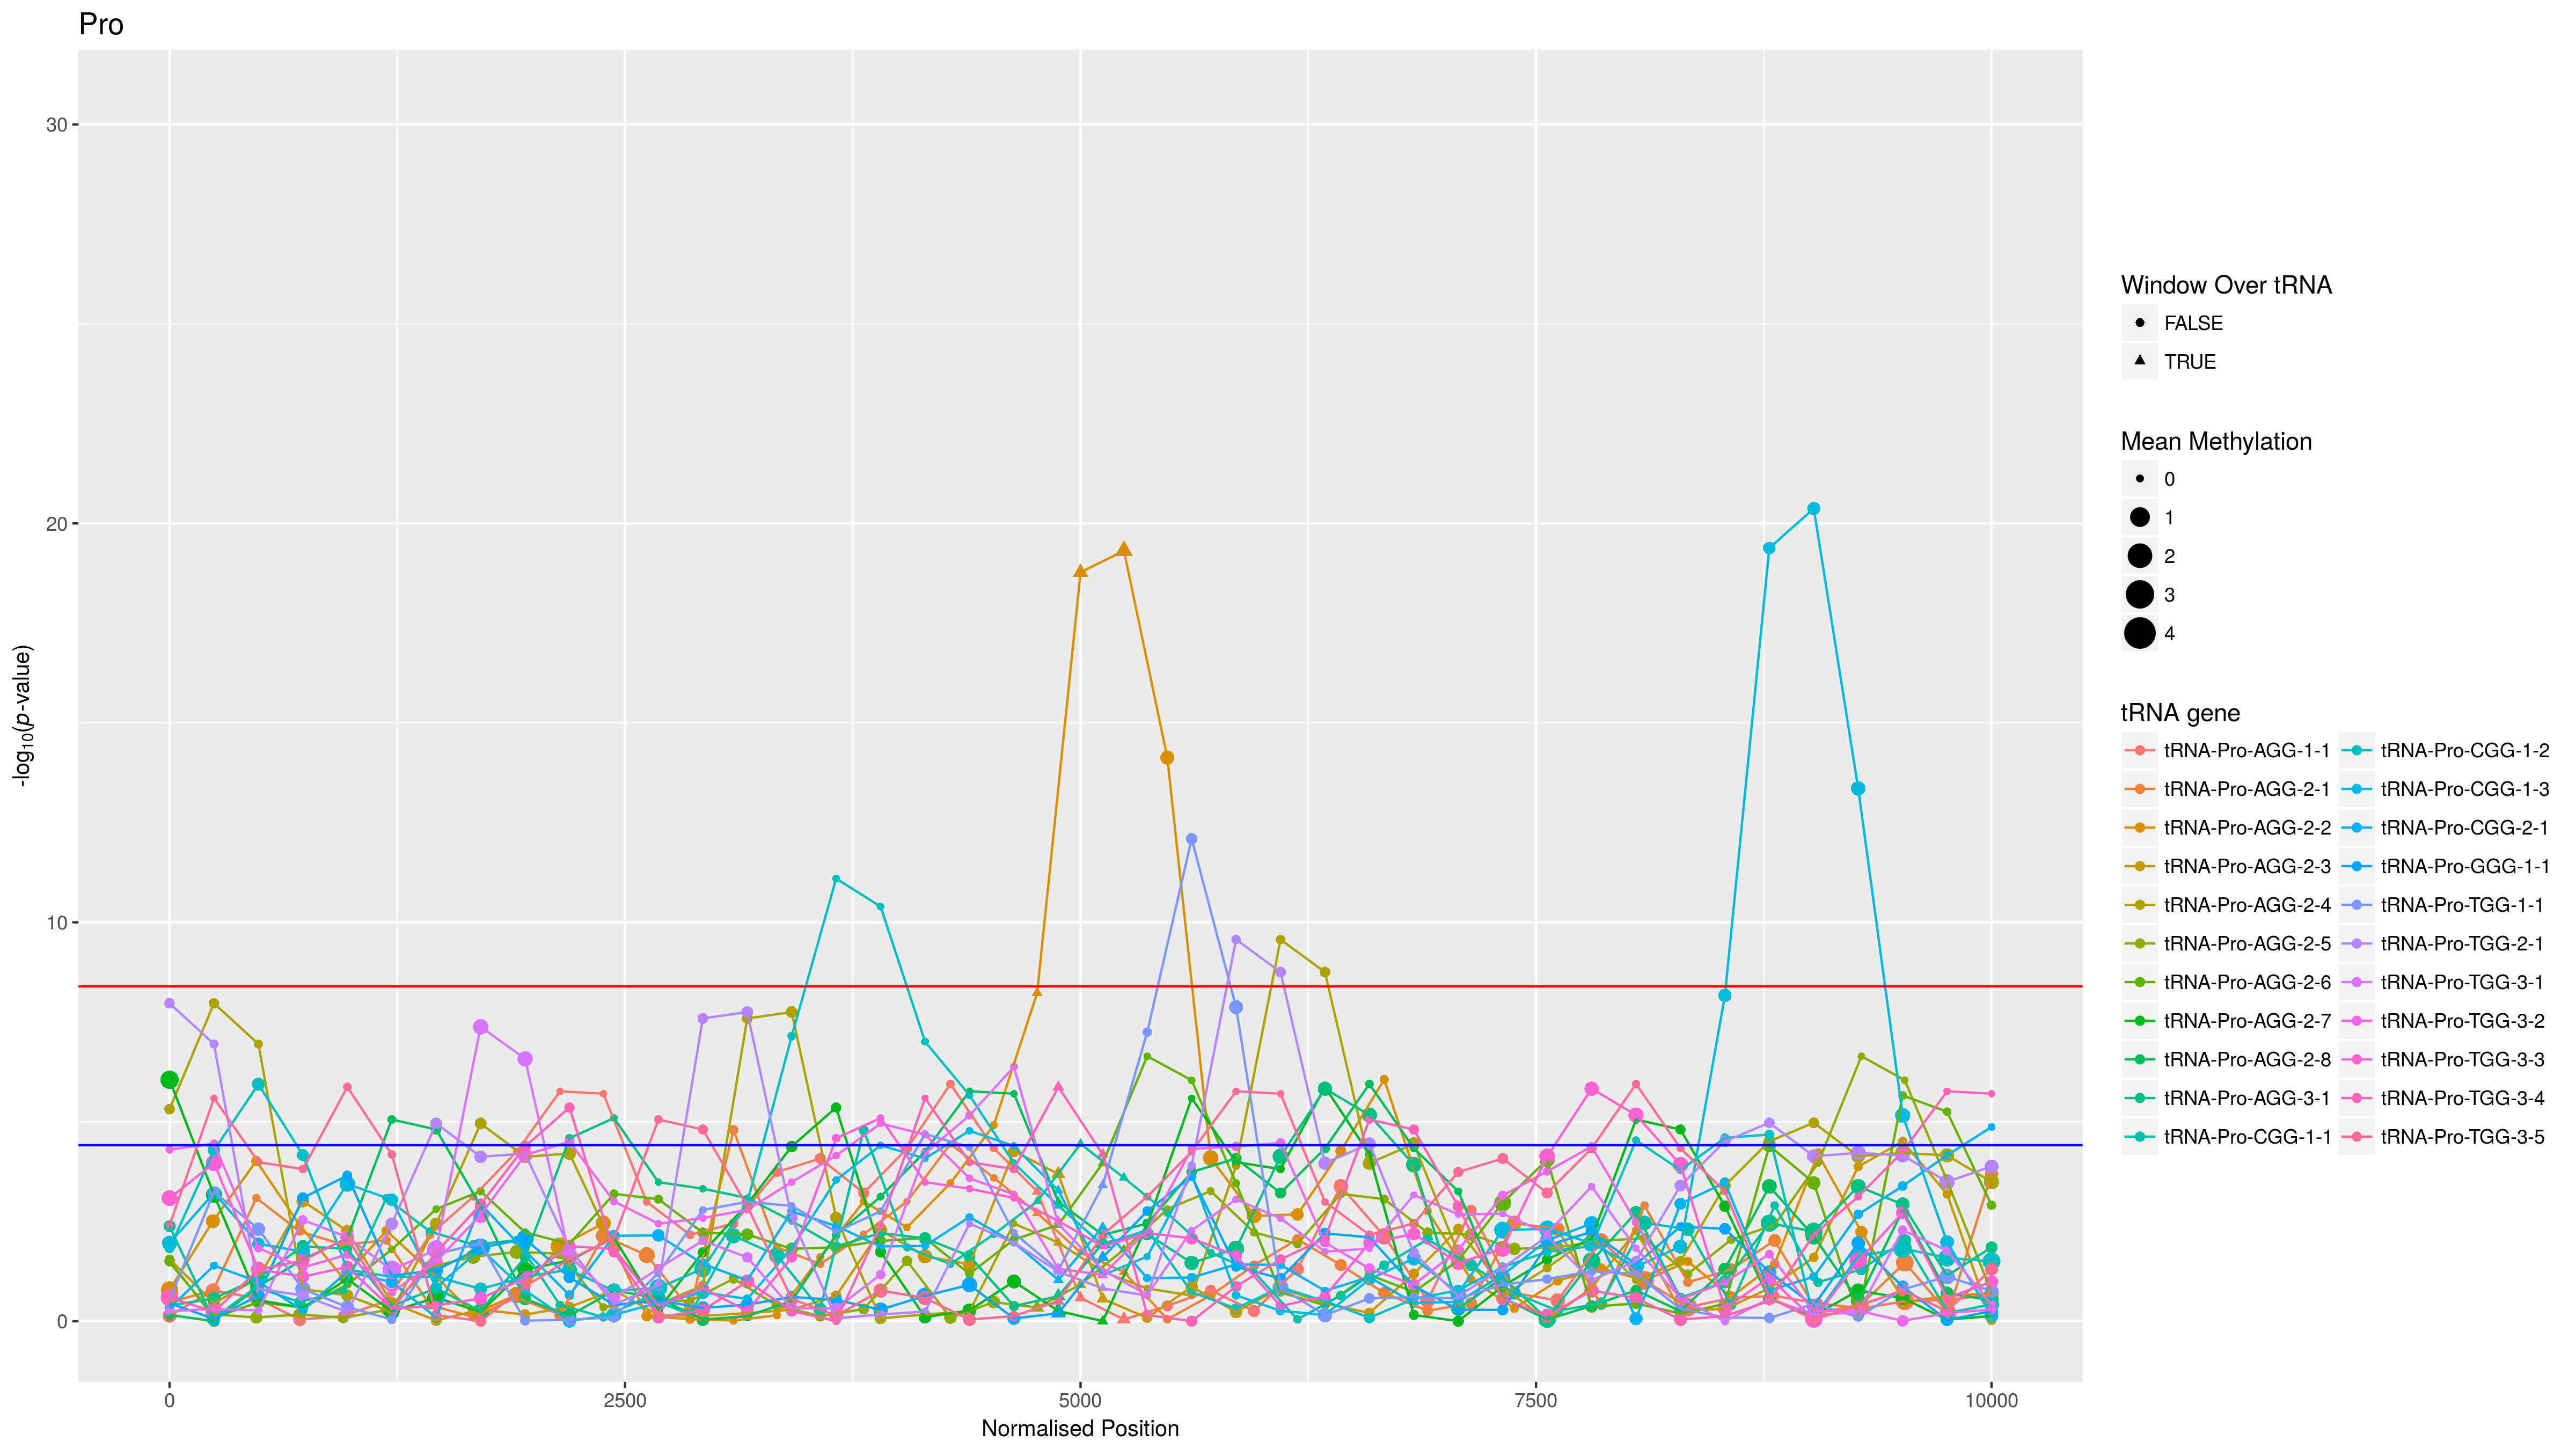 Pro
30
20
10
0
-log10(p-value)
0
2500
5000
7500
10000
Normalised Position
Window Over tRNA
FALSE
TRUE
Mean Methylation
0
1
2
3
4
tRNA gene
tRNA-Pro-AGG-1-1
tRNA-Pro-AGG-2-1
tRNA-Pro-AGG-2-2
tRNA-Pro-AGG-2-3
tRNA-Pro-AGG-2-4
tRNA-Pro-AGG-2-5
tRNA-Pro-AGG-2-6
tRNA-Pro-AGG-2-7
tRNA-Pro-AGG-2-8
tRNA-Pro-AGG-3-1
tRNA-Pro-CGG-1-1
tRNA-Pro-CGG-1-2
tRNA-Pro-CGG-1-3
tRNA-Pro-CGG-2-1
tRNA-Pro-GGG-1-1
tRNA-Pro-TGG-1-1
tRNA-Pro-TGG-2-1
tRNA-Pro-TGG-3-1
tRNA-Pro-TGG-3-2
tRNA-Pro-TGG-3-3
tRNA-Pro-TGG-3-4
tRNA-Pro-TGG-3-5